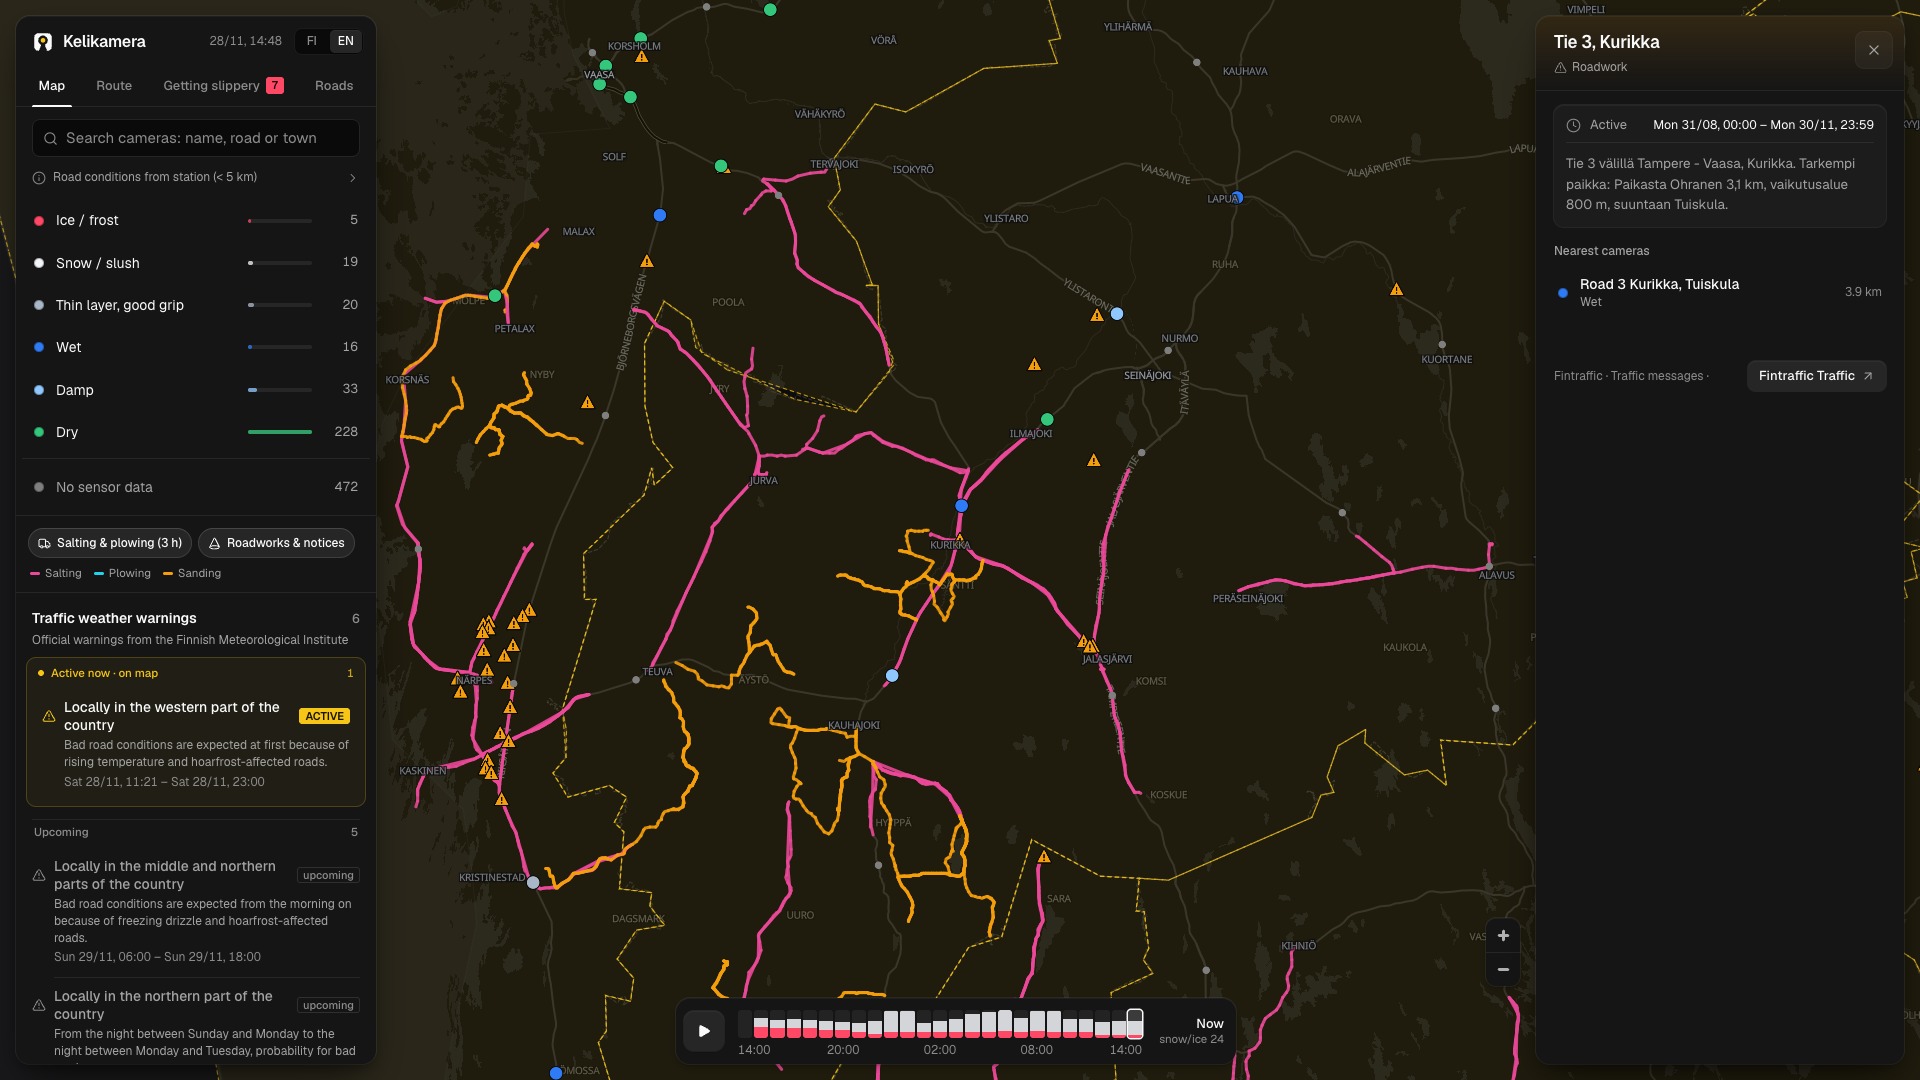 Kelikamera
28/11, 14:48
FI
EN
Map
Route
Getting slippery 7
Roads
Search cameras: name, road or town
Road conditions from station (< 5 km)
Ice / frost 5
Snow / slush 19
Thin layer, good grip 20
Wet 16
Damp 33
Dry 228
No sensor data 472
Salting & plowing (3 h)
Roadworks & notices
Salting
Plowing
Sanding
Traffic weather warnings 6
Official warnings from the Finnish Meteorological Institute
Active now · on map 1
Locally in the western part of the
country
ACTIVE
Bad road conditions are expected at first because of
rising temperature and hoarfrost-affected roads.
Sat 28/11, 11:21 – Sat 28/11, 23:00
Upcoming 5
Locally in the middle and northern
parts of the country
upcoming
Bad road conditions are expected from the morning on
because of freezing drizzle and hoarfrost-affected
roads.
Sun 29/11, 06:00 – Sun 29/11, 18:00
Locally in the northern part of the
country
upcoming
From the night between Sunday and Monday to the
night between Monday and Tuesday, probability for bad
KORSHOLM
VAASA
VÖRÅ
YLIHÄRMÄ
VIMPELI
KAUHAVA
VÄHÄKYRÖ
ORAVA
SOLF
TERVAJOKI
ISOKYRÖ
VAASANTIE
ALAJÄRVENTIE
LAPUA
YLISTARO
MALAX
RUHA
MOLPE
POOLA
BJÖRNEBORGSVÄGEN
PETALAX
NURMO
KUORTANE
KORSNÄS
NYBY
SEINÄJOKI
ITÄVÄYLÄ
ILMAJOKI
JURVA
JALASJÄRVENTIE
KURIKKA
ALAVUS
PERÄSEINÄJOKI
KAUKOLA
JALASJÄRVI
TEUVA
ÄYSTÖ
NÄRPES
KOMSI
KAUHAJOKI
KASKINEN
KOSKUE
HYYPPÄ
KRISTINESTAD
SARA
DAGSMARK
UURO
KIHNIÖ
14:00
20:00
02:00
08:00
14:00
Now
snow/ice 24
+
−
Tie 3, Kurikka
Roadwork
Active
Mon 31/08, 00:00 – Mon 30/11, 23:59
Tie 3 välillä Tampere - Vaasa, Kurikka. Tarkempi
paikka: Paikasta Ohranen 3,1 km, vaikutusalue
800 m, suuntaan Tuiskula.
Nearest cameras
Road 3 Kurikka, Tuiskula
Wet
3.9 km
Fintraffic · Traffic messages ·
Fintraffic Traffic